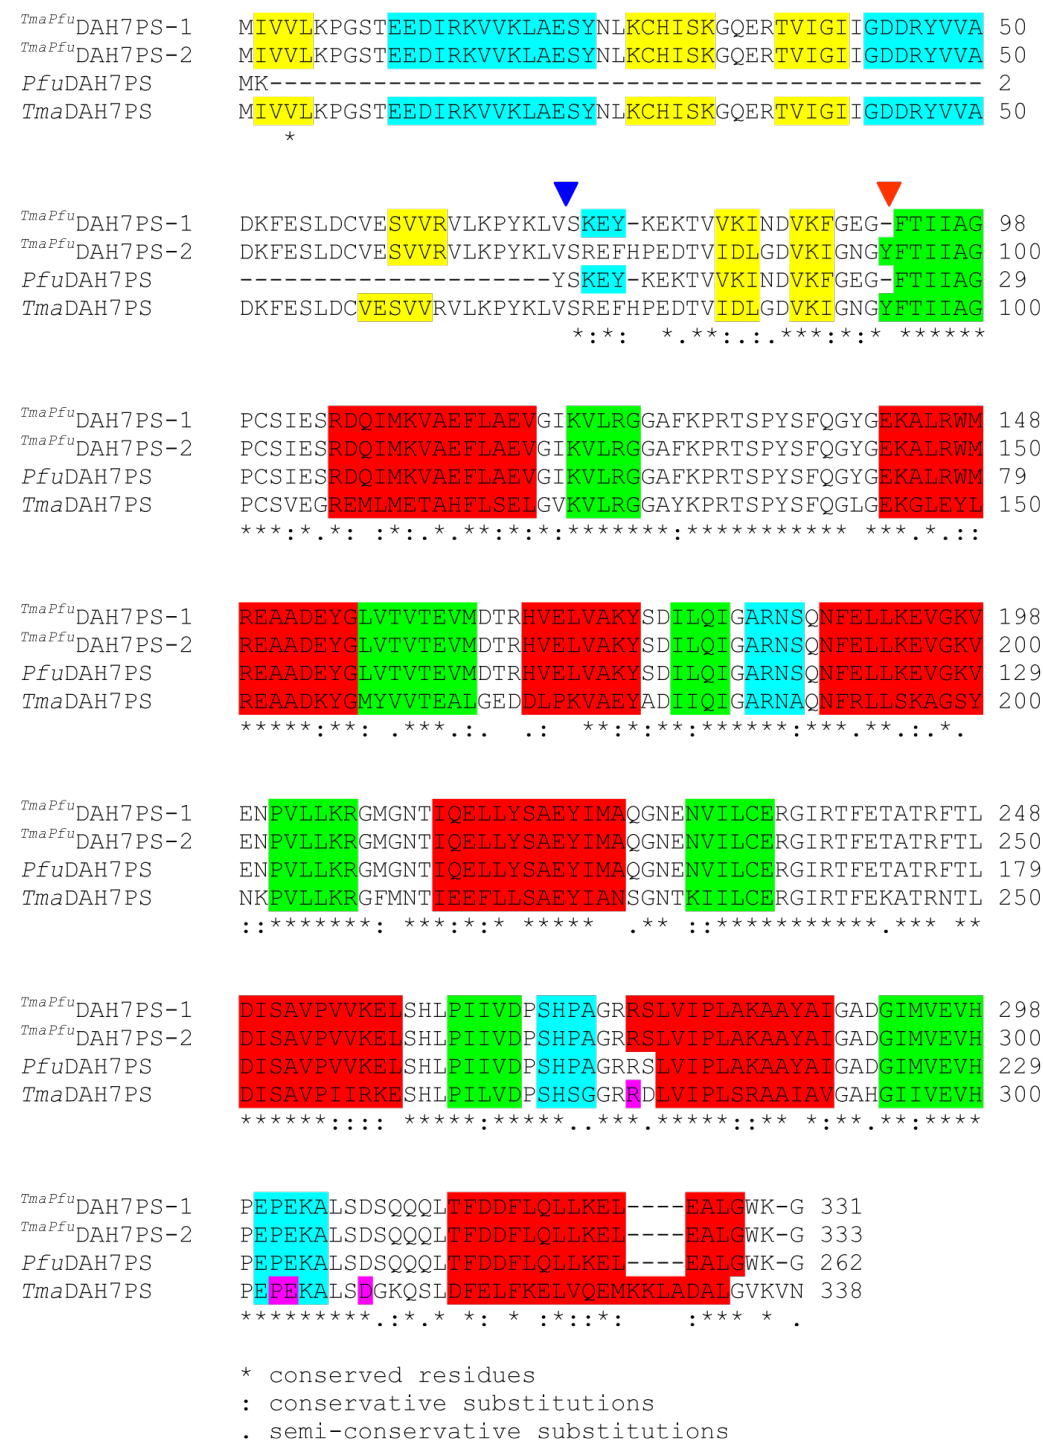 TmaPfuDAH7PS-1 MIVVLKPGSTEEDIRKVVKLAESYNLKCHISKGQERTVIGIIGDDRYVVA 50
TmaPfuDAH7PS-2 MIVVLKPGSTEEDIRKVVKLAESYNLKCHISKGQERTVIGIIGDDRYVVA 50
PfuDAH7PS MK------------------------------------------------ 2
TmaDAH7PS MIVVLKPGSTEEDIRKVVKLAESYNLKCHISKGQERTVIGIIGDDRYVVA 50
*
TmaPfuDAH7PS-1 DKFESLDCVESVVRVLKPYKLVSKEY-KEKTVVKINDVKFGEG-FTIIAG 98
TmaPfuDAH7PS-2 DKFESLDCVESVVRVLKPYKLVSREFHPEDTVIDLGDVKIGNGYFTIIAG 100
PfuDAH7PS ---------------------YSKEY-KEKTVVKINDVKFGEG-FTIIAG 29
TmaDAH7PS DKFESLDCVESVVRVLKPYKLVSREFHPEDTVIDLGDVKIGNGYFTIIAG 100
*:*:  *.**:.:.***:*:* ******
TmaPfuDAH7PS-1 PCSIESRDQIMKVAEFLAEVGIKVLRGGAFKPRTSPYSFQGYGEKALRWM 148
TmaPfuDAH7PS-2 PCSIESRDQIMKVAEFLAEVGIKVLRGGAFKPRTSPYSFQGYGEKALRWM 150
PfuDAH7PS PCSIESRDQIMKVAEFLAEVGIKVLRGGAFKPRTSPYSFQGYGEKALRWM 79
TmaDAH7PS PCSVEGREMLMETAHFLSELGVKVLRGGAYKPRTSPYSFQGLGEKGLEYL 150
***:*.*: :*:.*.**:*:*:*******:*********** ***.*.::
TmaPfuDAH7PS-1 REAADEYGLVTVTEVMDTRHVELVAKYSDILQIGARNSQNFELLKEVGKV 198
TmaPfuDAH7PS-2 REAADEYGLVTVTEVMDTRHVELVAKYSDILQIGARNSQNFELLKEVGKV 200
PfuDAH7PS REAADEYGLVTVTEVMDTRHVELVAKYSDILQIGARNSQNFELLKEVGKV 129
TmaDAH7PS REAADKYGMYVVTEALGEDDLPKVAEYADIIQIGARNAQNFRLLSKAGSY 200
*****:**: .***.:.  .:  **:*:**:******:***.**.:.*.
TmaPfuDAH7PS-1 ENPVLLKRGMGNTIQELLYSAEYIMAQGNENVILCERGIRTFETATRFTL 248
TmaPfuDAH7PS-2 ENPVLLKRGMGNTIQELLYSAEYIMAQGNENVILCERGIRTFETATRFTL 250
PfuDAH7PS ENPVLLKRGMGNTIQELLYSAEYIMAQGNENVILCERGIRTFETATRFTL 179
TmaDAH7PS NKPVLLKRGFMNTIEEFLLSAEYIANSGNTKIILCERGIRTFEKATRNTL 250
::*******: ***:*:* *****  .** ::***********.*** **
TmaPfuDAH7PS-1 DISAVPVVKELSHLPIIVDPSHPAGRRSLVIPLAKAAYAIGADGIMVEVH 298
TmaPfuDAH7PS-2 DISAVPVVKELSHLPIIVDPSHPAGRRSLVIPLAKAAYAIGADGIMVEVH 300
PfuDAH7PS DISAVPVVKELSHLPIIVDPSHPAGRRSLVIPLAKAAYAIGADGIMVEVH 229
TmaDAH7PS DISAVPIIRKESHLPILVDPSHSGGRRDLVIPLSRAAIAVGAHGIIVEVH 300
******:::: *****:*****..***.*****::** *:**.**:****
TmaPfuDAH7PS-1 PEPEKALSDSQQQLTFDDFLQLLKEL----EALGWK-G 331
TmaPfuDAH7PS-2 PEPEKALSDSQQQLTFDDFLQLLKEL----EALGWK-G 333
PfuDAH7PS PEPEKALSDSQQQLTFDDFLQLLKEL----EALGWK-G 262
TmaDAH7PS PEPEKALSDGKQSLDFELFKELVQEMKKLADALGVKVN 338
*********.:*.* *: * :*::*:    :*** * .
* conserved residues
: conservative substitutions
. semi-conservative substitutions